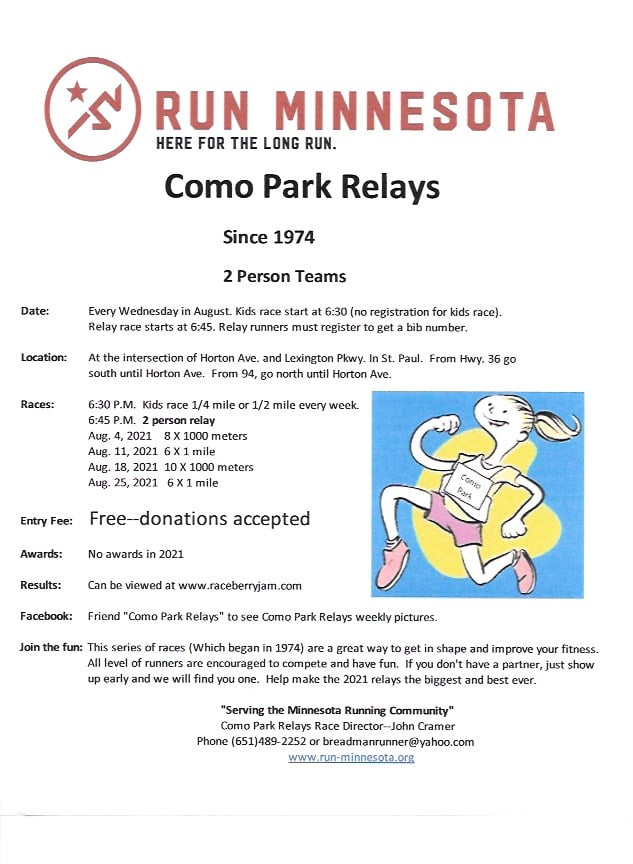 RUN MINNESOTA
HERE FOR THE LONG RUN.
Como Park Relays
Since 1974
2 Person Teams
Date: Every Wednesday in August. Kids race start at 6:30 (no registration for kids race).
Relay race starts at 6:45. Relay runners must register to get a bib number.
Location: At the intersection of Horton Ave. and Lexington Pkwy. In St. Paul. From Hwy. 36 go
south until Horton Ave. From 94, go north until Horton Ave.
Races: 6:30 P.M. Kids race 1/4 mile or 1/2 mile every week.
6:45 P.M. 2 person relay
Aug. 4, 2021 8 X 1000 meters
Aug. 11, 2021 6 X 1 mile
Aug. 18, 2021 10 X 1000 meters
Aug. 25, 2021 6 X 1 mile
Como
Park
Entry Fee: Free--donations accepted
Awards: No awards in 2021
Results: Can be viewed at www.raceberryjam.com
Facebook: Friend "Como Park Relays" to see Como Park Relays weekly pictures.
Join the fun: This series of races (Which began in 1974) are a great way to get in shape and improve your fitness.
All level of runners are encouraged to compete and have fun. If you don't have a partner, just show
up early and we will find you one. Help make the 2021 relays the biggest and best ever.
"Serving the Minnesota Running Community"
Como Park Relays Race Director--John Cramer
Phone (651)489-2252 or breadmanrunner@yahoo.com
www.run-minnesota.org